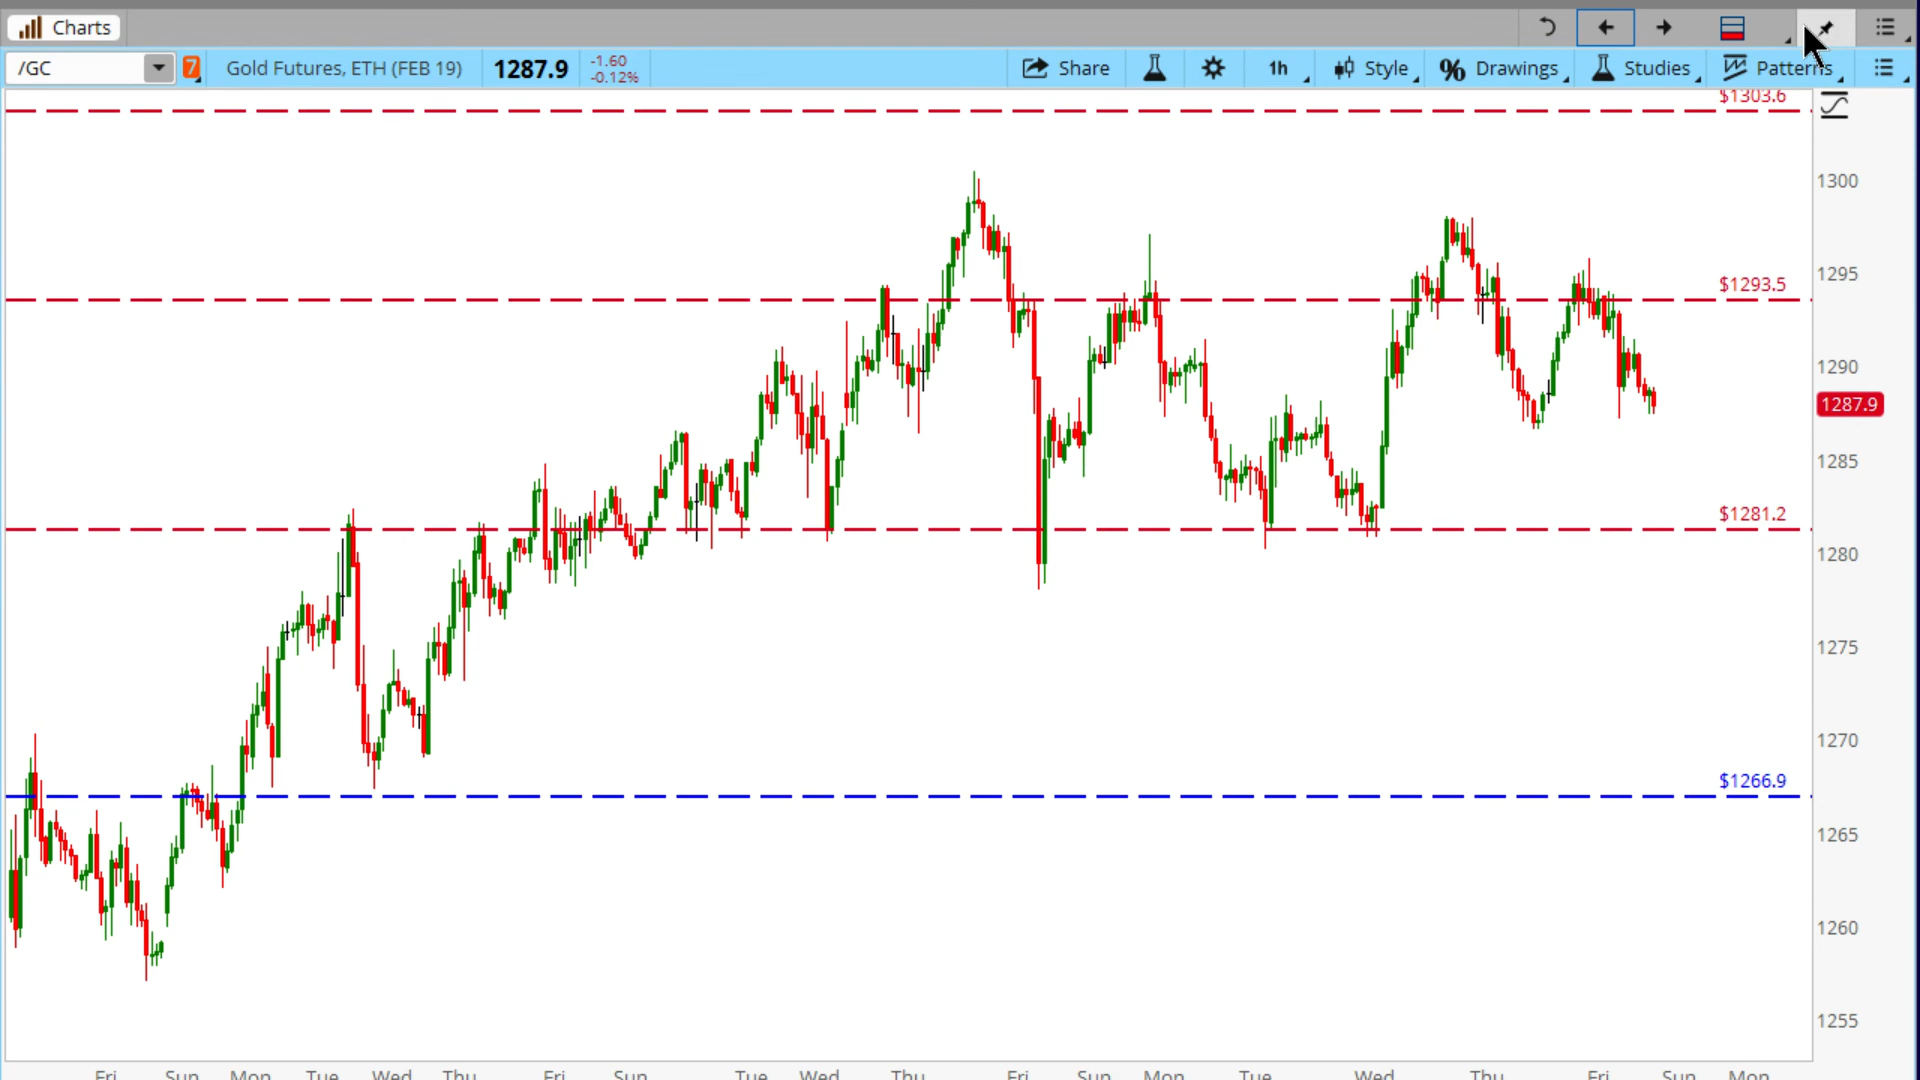 Charts
/GC
7
Gold Futures, ETH (FEB 19)
1287.9
-1.60
-0.12%
Share
1h
Style
Drawings
Studies
Patterns
$1303.6
1300
1295
$1293.5
1290
1287.9
1285
$1281.2
1280
1275
1270
$1266.9
1265
1260
1255
Fri Sun Mon Tue Wed Thu Fri Sun Tue Wed Thu Fri Sun Mon Tue Wed Thu Fri Sun Mon